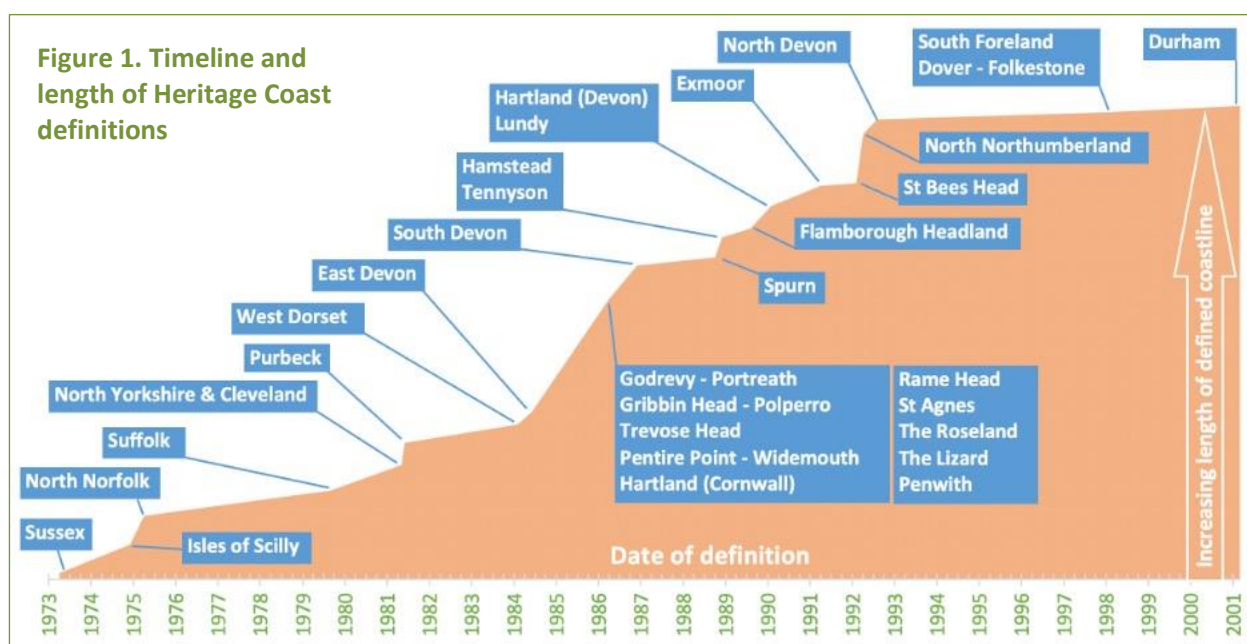 Figure 1. Timeline and
length of Heritage Coast
definitions
North Devon
South Foreland
Dover - Folkestone
Durham
Exmoor
Hartland (Devon)
Lundy
North Northumberland
Hamstead
Tennyson
St Bees Head
South Devon
Flamborough Headland
East Devon
Spurn
West Dorset
Purbeck
North Yorkshire & Cleveland
Suffolk
North Norfolk
Sussex
Isles of Scilly
Godrevy - Portreath
Gribbin Head - Polperro
Trevose Head
Pentire Point - Widemouth
Hartland (Cornwall)
Rame Head
St Agnes
The Roseland
The Lizard
Penwith
Increasing length of defined coastline
Date of definition
1973
1974
1975
1976
1977
1978
1979
1980
1981
1982
1983
1984
1985
1986
1987
1988
1989
1990
1991
1992
1993
1994
1995
1996
1997
1998
1999
2000
2001